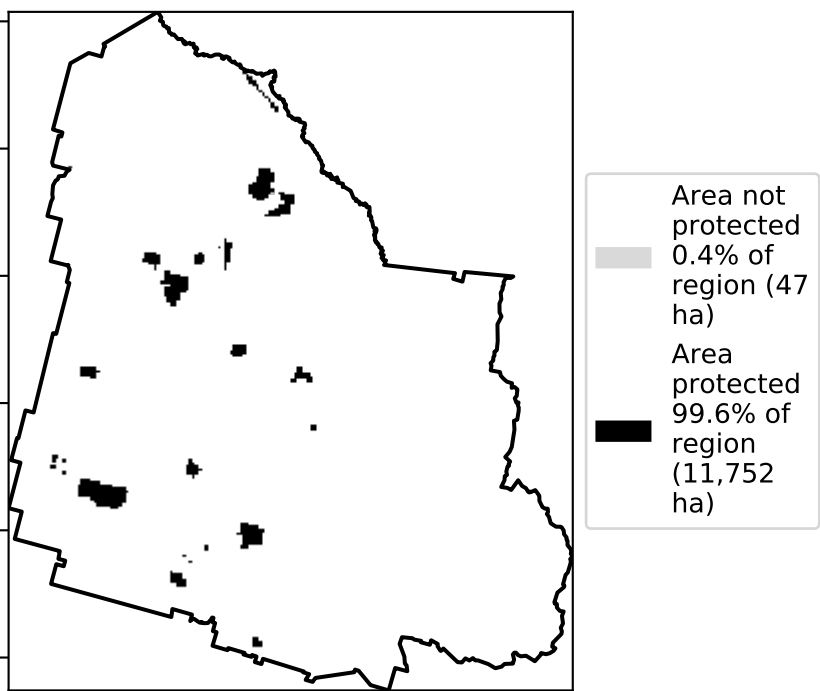 Area not
protected
0.4% of
region (47
ha)
Area
protected
99.6% of
region
(11,752
ha)